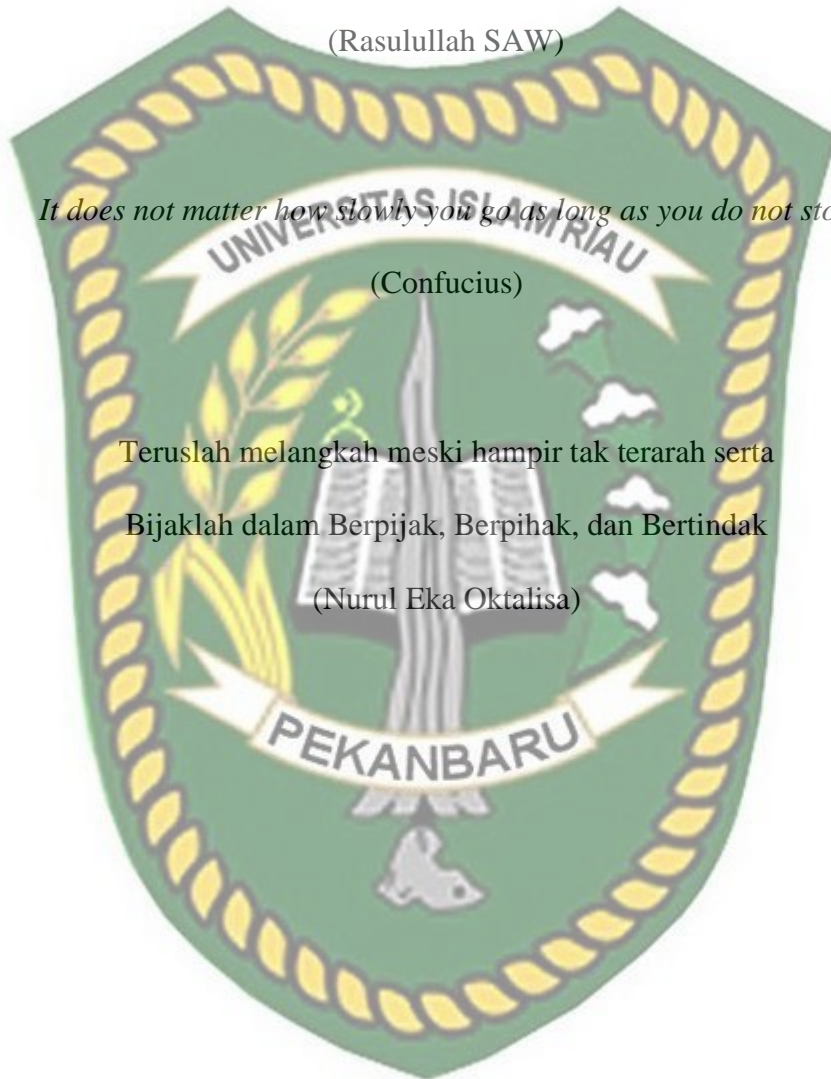 (Rasulullah SAW)
It does not matter how slowly you go as long as you do not sto
UNIVERSITAS ISLAM RIAU
(Confucius)
Teruslah melangkah meski hampir tak terarah serta
Bijaklah dalam Berpijak, Berpihak, dan Bertindak
(Nurul Eka Oktalisa)
PEKANBARU